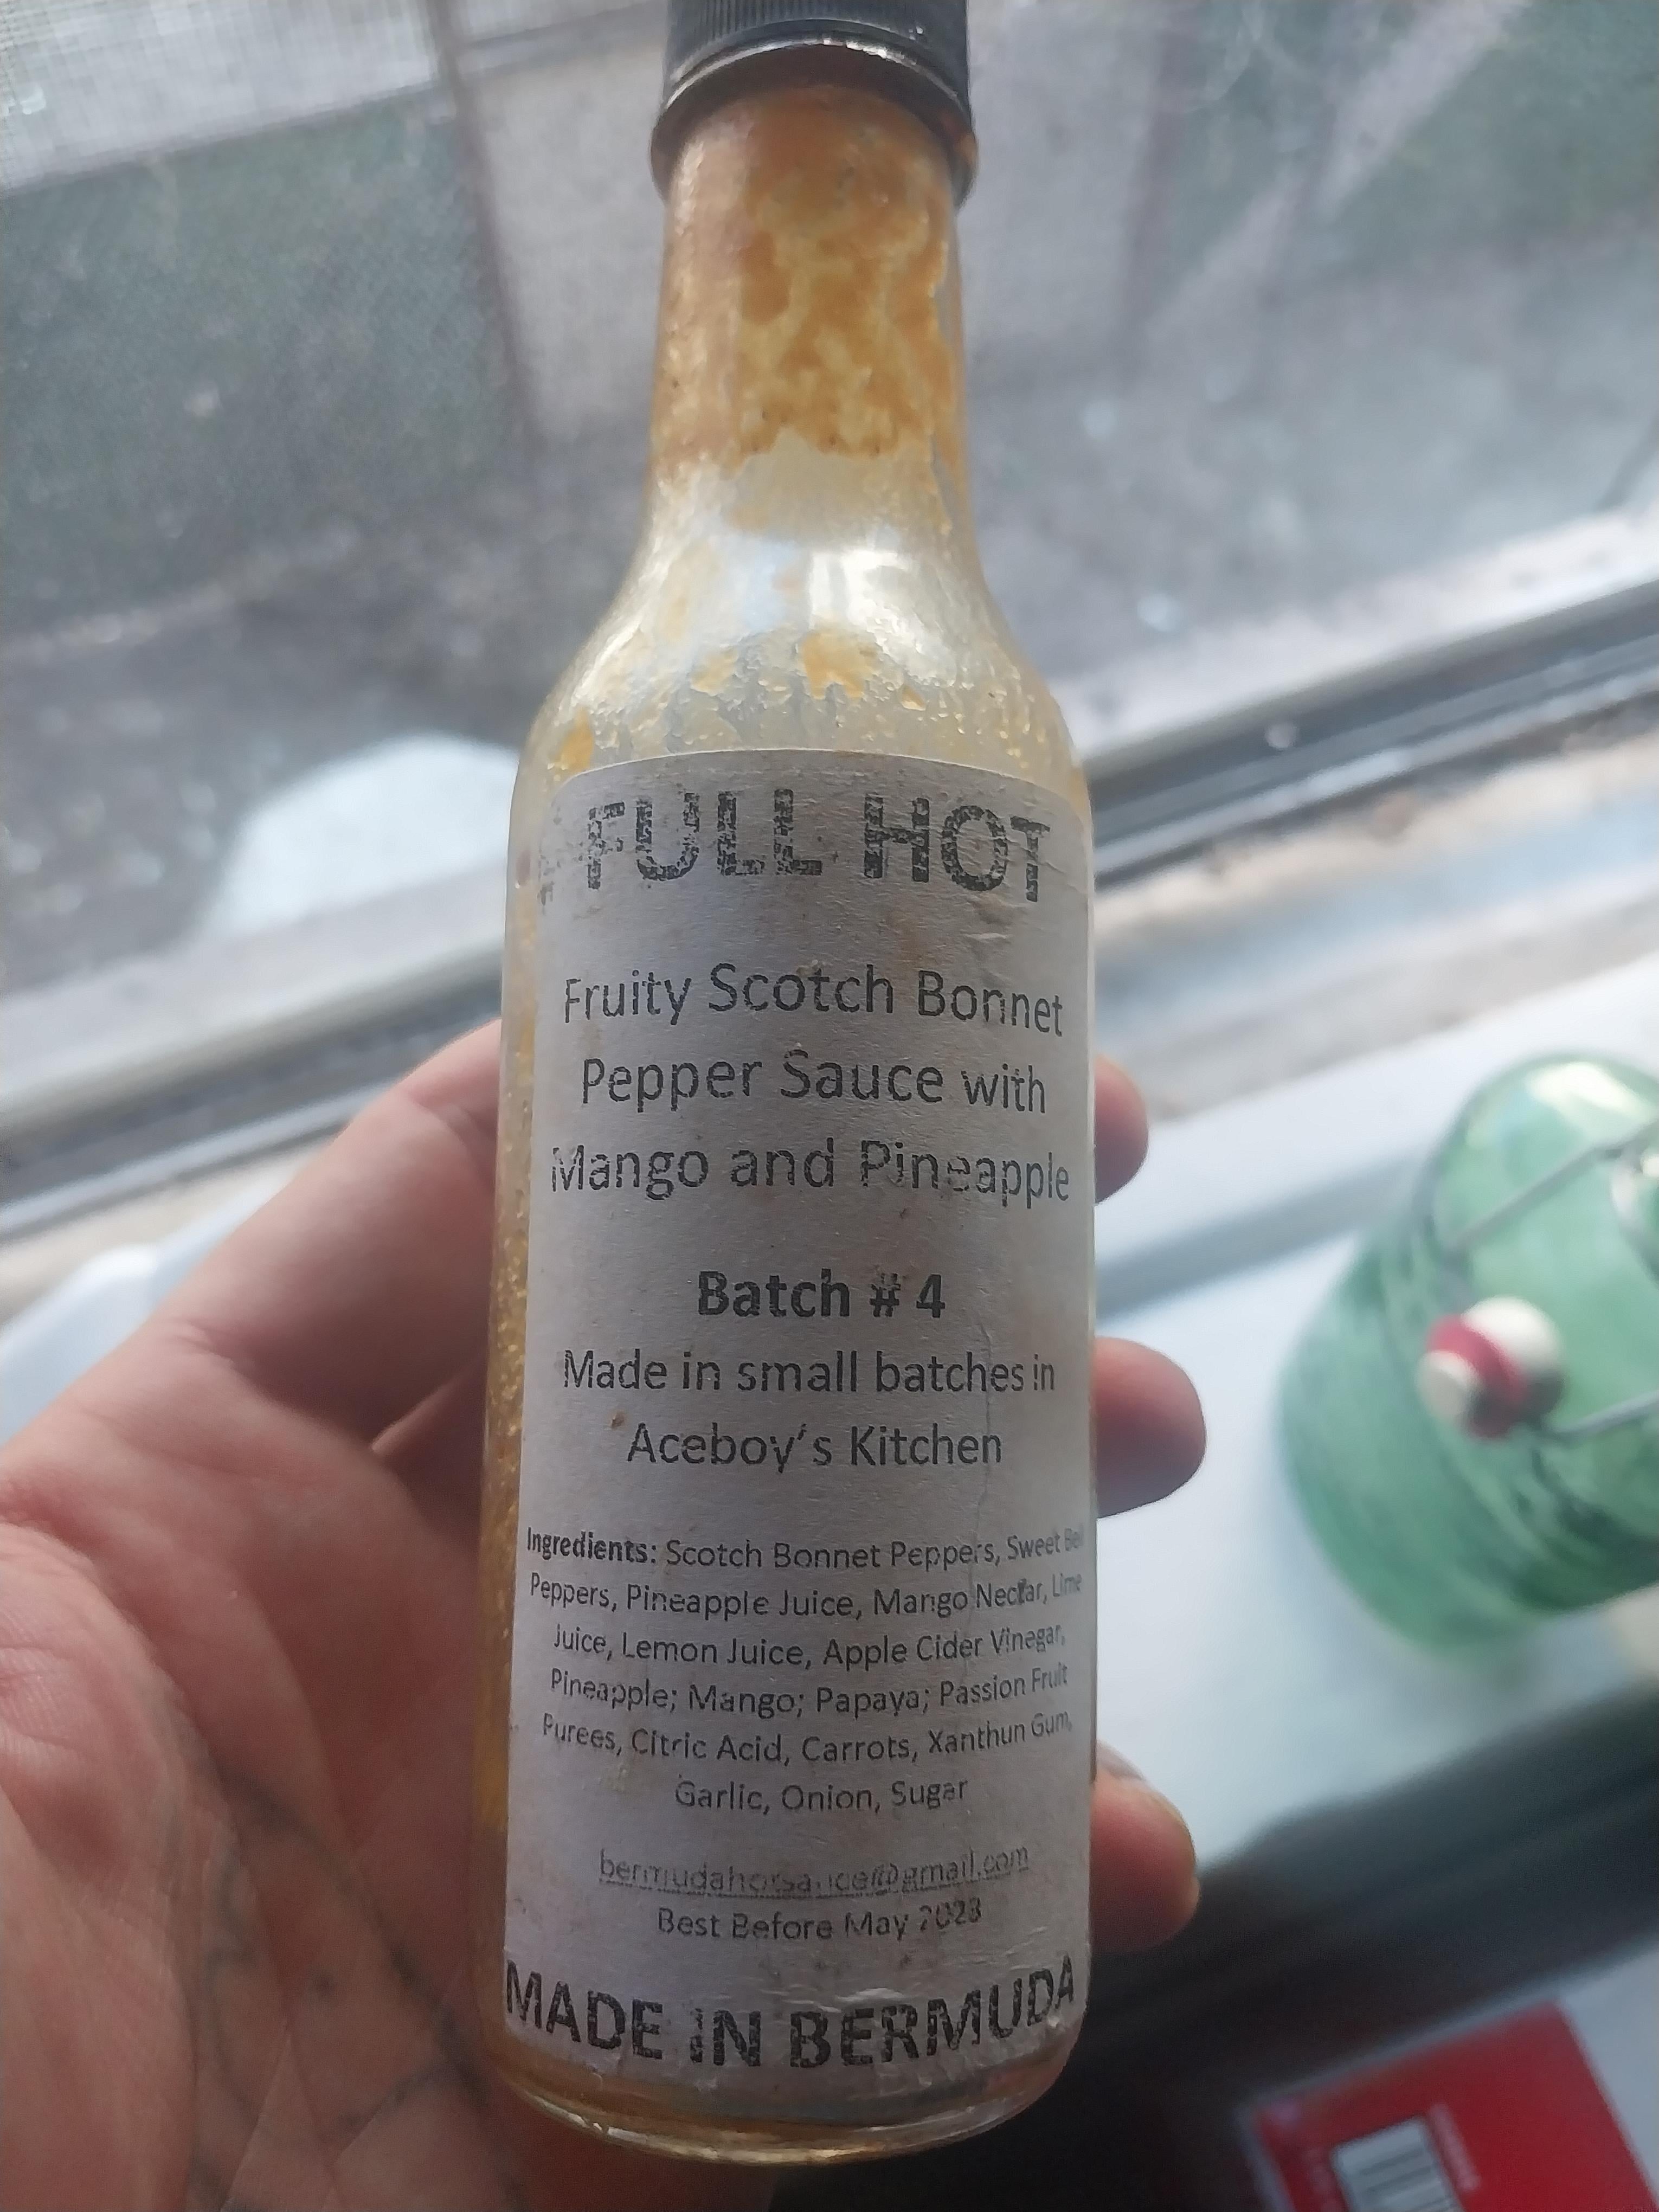 FULL HOT
Fruity Scotch Bonnet
Pepper Sauce with
Mango and Pineapple
Batch # 4
Made in small batches in
Aceboy's Kitchen
Ingredients: Scotch Bonnet Peppers, Sweet Bell
Peppers, Pineapple Juice, Mango Nectar, Lime
Juice, Lemon Juice, Apple Cider Vinegar,
Pineapple; Mango; Papaya; Passion Fruit
Purees, Citric Acid, Carrots, Xanthun Gum,
Garlic, Onion, Sugar
bermudahotsauce@gmail.com
Best Before May 2023
MADE IN BERMUDA